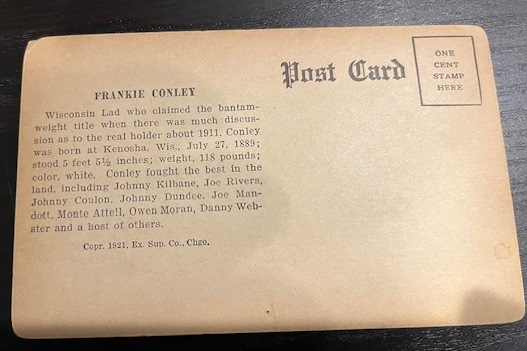 FRANKIE CONLEY
Wisconsin Lad who claimed the bantam-
weight title when there was much discus-
sion as to the real holder about 1911. Conley
was born at Kenosha, Wis., July 27, 1889;
stood 5 feet 5½ inches; weight, 118 pounds;
color, white. Conley fought the best in the
land, including Johnny Kilbane, Joe Rivers,
Johnny Coulon, Johnny Dundee, Joe Man-
dott, Monte Attell, Owen Moran, Danny Web-
ster and a host of others.
Copr. 1921, Ex. Sup. Co., Chgo.
Post Card
ONE
CENT
STAMP
HERE